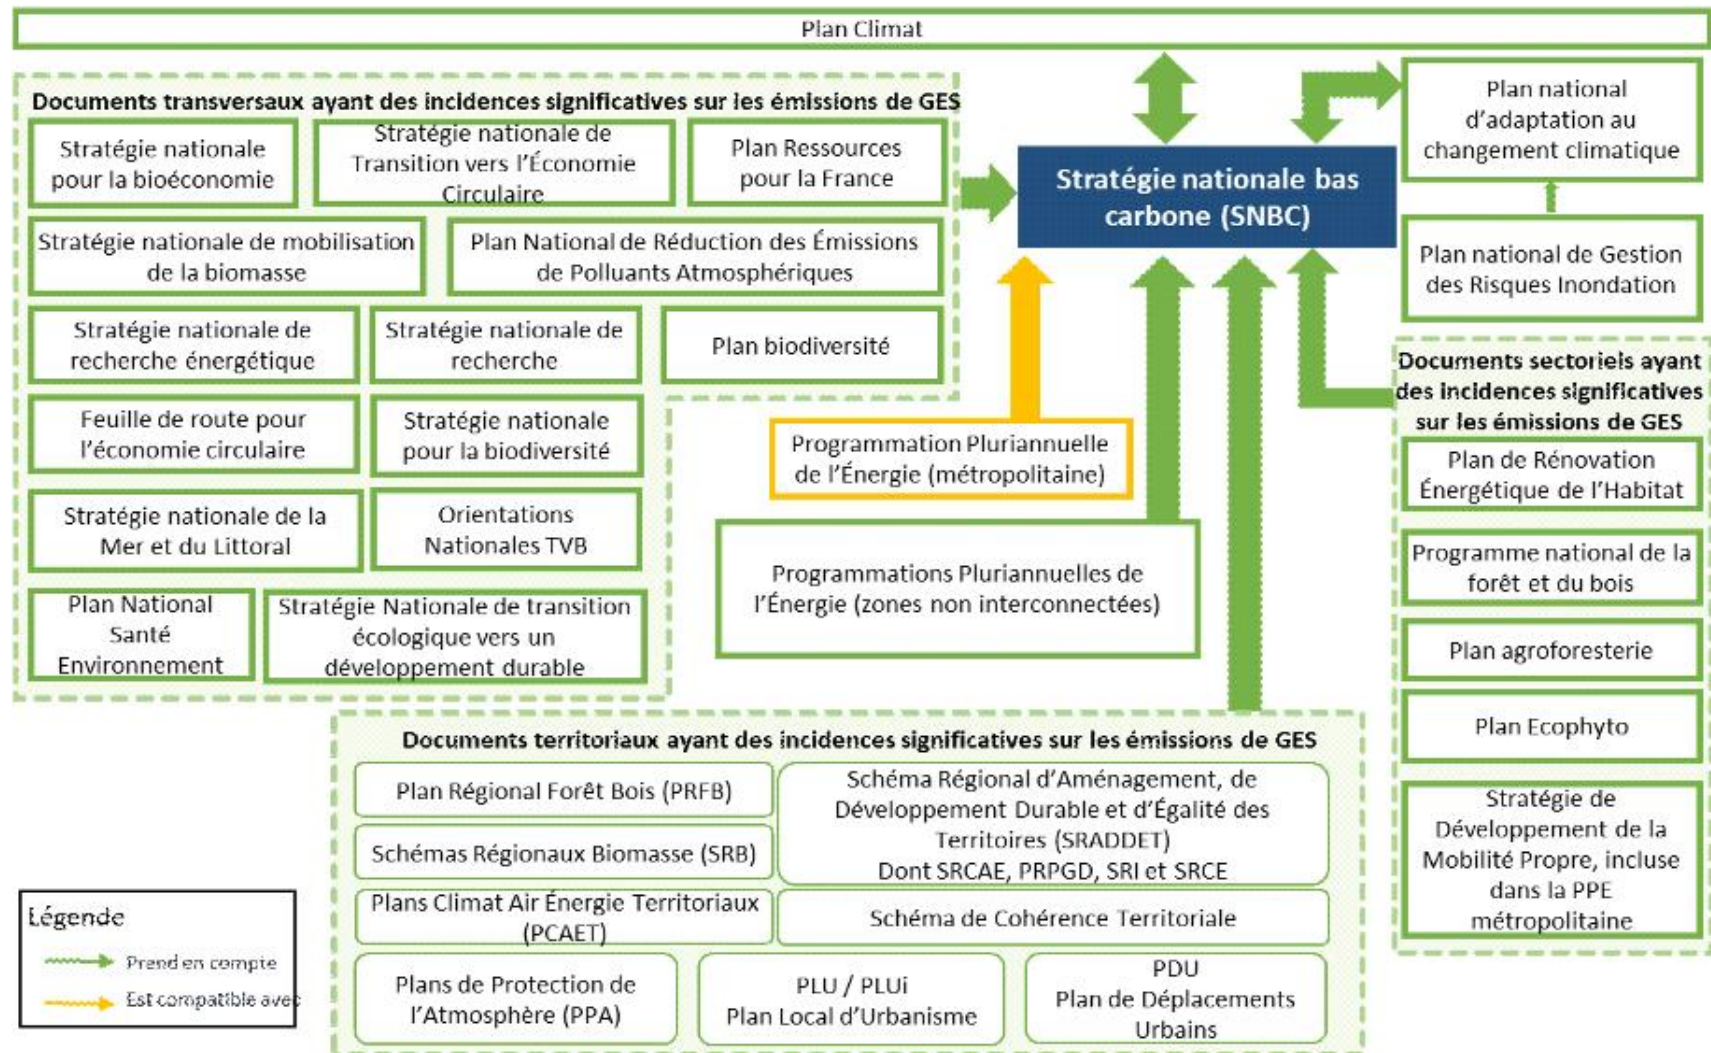 Plan Climat
Documents transversaux ayant des incidences significatives sur les émissions de GES
Stratégie nationale
pour la bioéconomie
Stratégie nationale de
Transition vers l'Économie
Circulaire
Plan Ressources
pour la France
Stratégie nationale de mobilisation
de la biomasse
Plan National de Réduction des Émissions
de Polluants Atmosphériques
Stratégie nationale de
recherche énergétique
Stratégie nationale de
recherche
Plan biodiversité
Feuille de route pour
l'économie circulaire
Stratégie nationale
pour la biodiversité
Stratégie nationale de la
Mer et du Littoral
Orientations
Nationales TVB
Plan National
Santé
Environnement
Stratégie Nationale de transition
écologique vers un
développement durable
Stratégie nationale bas
carbone (SNBC)
Plan national
d'adaptation au
changement climatique
Plan national de Gestion
des Risques Inondation
Programmation Pluriannuelle
de l'Énergie (métropolitaine)
Programmations Pluriannuelles de
l'Énergie (zones non interconnectées)
Documents sectoriels ayant
des incidences significatives
sur les émissions de GES
Plan de Rénovation
Énergétique de l'Habitat
Programme national de la
forêt et du bois
Plan agroforesterie
Plan Ecophyto
Stratégie de
Développement de la
Mobilité Propre, incluse
dans la PPE
métropolitaine
Documents territoriaux ayant des incidences significatives sur les émissions de GES
Plan Régional Forêt Bois (PRFB)
Schéma Régional d'Aménagement, de
Développement Durable et d'Égalité des
Territoires (SRADDET)
Dont SRCAE, PRPGD, SRI et SRCE
Schémas Régionaux Biomasse (SRB)
Plans Climat Air Énergie Territoriaux
(PCAET)
Schéma de Cohérence Territoriale
Plans de Protection de
l'Atmosphère (PPA)
PLU / PLUi
Plan Local d'Urbanisme
PDU
Plan de Déplacements
Urbains
Légende
Prend en compte
Est compatible avec